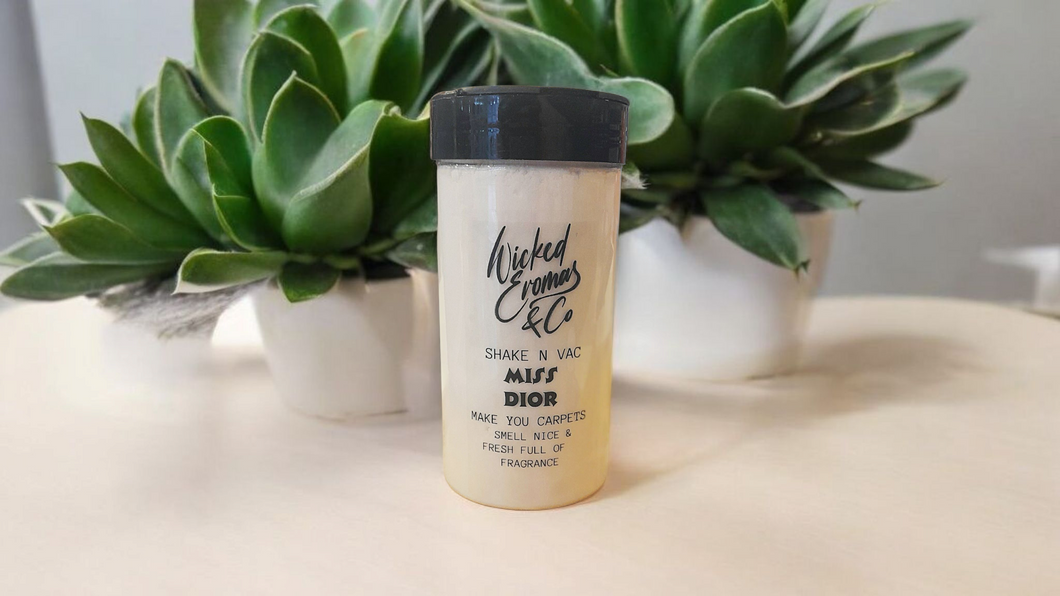 Wicked
Eromas
& Co
SHAKE N VAC
MISS
DIOR
MAKE YOU CARPETS
SMELL NICE &
FRESH FULL OF
FRAGRANCE